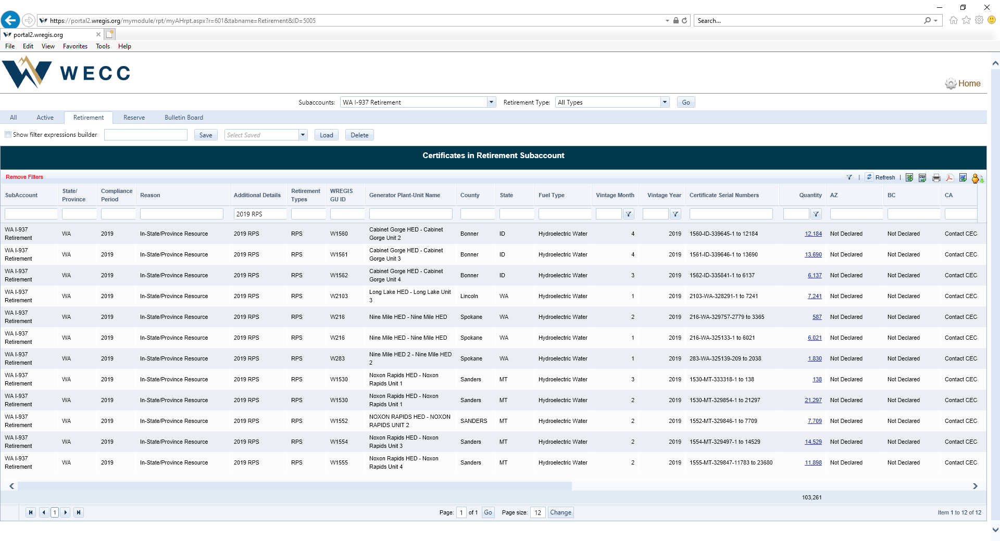 https://portal2.wregis.org/mymodule/rpt/myAHrpt.aspx?r=601&tabname=Retirement&ID=5005
Search...
portal2.wregis.org
File Edit View Favorites Tools Help
WECC
Home
Subaccounts: WA I-937 Retirement Retirement Type: All Types Go
All Active Retirement Reserve Bulletin Board
Show filter expressions builder Save Select Saved Load Delete
Certificates in Retirement Subaccount
Remove Filters | Refresh |
SubAccount State/Province Compliance Period Reason Additional Details Retirement Types WREGIS GU ID Generator Plant-Unit Name County State Fuel Type Vintage Month Vintage Year Certificate Serial Numbers Quantity AZ BC CA
2019 RPS
WA I-937 Retirement WA 2019 In-State/Province Resource 2019 RPS RPS W1560 Cabinet Gorge HED - Cabinet Gorge Unit 2 Bonner ID Hydroelectric Water 4 2019 1560-ID-339645-1 to 12184 12,184 Not Declared Not Declared Contact CEC
WA I-937 Retirement WA 2019 In-State/Province Resource 2019 RPS RPS W1561 Cabinet Gorge HED - Cabinet Gorge Unit 3 Bonner ID Hydroelectric Water 4 2019 1561-ID-339646-1 to 13690 13,690 Not Declared Not Declared Contact CEC
WA I-937 Retirement WA 2019 In-State/Province Resource 2019 RPS RPS W1562 Cabinet Gorge HED - Cabinet Gorge Unit 4 Bonner ID Hydroelectric Water 3 2019 1562-ID-335841-1 to 6137 6,137 Not Declared Not Declared Contact CEC
WA I-937 Retirement WA 2019 In-State/Province Resource 2019 RPS RPS W2103 Long Lake HED - Long Lake Unit 3 Lincoln WA Hydroelectric Water 1 2019 2103-WA-328291-1 to 7241 7,241 Not Declared Not Declared Contact CEC
WA I-937 Retirement WA 2019 In-State/Province Resource 2019 RPS RPS W216 Nine Mile HED - Nine Mile HED Spokane WA Hydroelectric Water 2 2019 216-WA-329757-2779 to 3365 587 Not Declared Not Declared Contact CEC
WA I-937 Retirement WA 2019 In-State/Province Resource 2019 RPS RPS W216 Nine Mile HED - Nine Mile HED Spokane WA Hydroelectric Water 1 2019 216-WA-325133-1 to 6021 6,021 Not Declared Not Declared Contact CEC
WA I-937 Retirement WA 2019 In-State/Province Resource 2019 RPS RPS W283 Nine Mile HED 2 - Nine Mile HED 2 Spokane WA Hydroelectric Water 1 2019 283-WA-325139-209 to 2038 1,830 Not Declared Not Declared Contact CEC
WA I-937 Retirement WA 2019 In-State/Province Resource 2019 RPS RPS W1530 Noxon Rapids HED - Noxon Rapids Unit 1 Sanders MT Hydroelectric Water 3 2019 1530-MT-333318-1 to 138 138 Not Declared Not Declared Contact CEC
WA I-937 Retirement WA 2019 In-State/Province Resource 2019 RPS RPS W1530 Noxon Rapids HED - Noxon Rapids Unit 1 Sanders MT Hydroelectric Water 2 2019 1530-MT-329854-1 to 21297 21,297 Not Declared Not Declared Contact CEC
WA I-937 Retirement WA 2019 In-State/Province Resource 2019 RPS RPS W1552 NOXON RAPIDS HED - NOXON RAPIDS UNIT 2 SANDERS MT Hydroelectric Water 2 2019 1552-MT-329846-1 to 7709 7,709 Not Declared Not Declared Contact CEC
WA I-937 Retirement WA 2019 In-State/Province Resource 2019 RPS RPS W1554 Noxon Rapids HED - Noxon Rapids Unit 3 Sanders MT Hydroelectric Water 2 2019 1554-MT-329497-1 to 14529 14,529 Not Declared Not Declared Contact CEC
WA I-937 Retirement WA 2019 In-State/Province Resource 2019 RPS RPS W1555 Noxon Rapids HED - Noxon Rapids Unit 4 Sanders MT Hydroelectric Water 2 2019 1555-MT-329847-11783 to 23680 11,898 Not Declared Not Declared Contact CEC
103,261
1 Page: 1 of 1 Go Page size: 12 Change Item 1 to 12 of 12